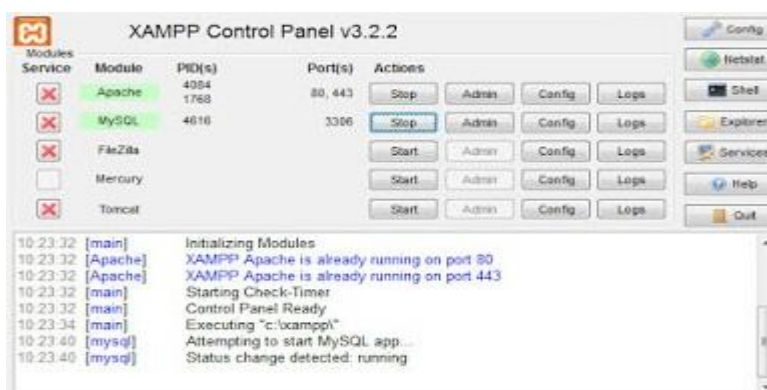 XAMPP Control Panel v3.2.2
Config
Modules
Service Module PID(s) Port(s) Actions
Netstat
Apache 4084 1768 80, 443 Stop Admin Config Logs
Shell
MySQL 4616 3306 Stop Admin Config Logs
Explorer
FileZilla Start Admin Config Logs
Services
Mercury Start Admin Config Logs
Help
Tomcat Start Admin Config Logs
Quit
10:23:32 [main] Initializing Modules
10:23:32 [Apache] XAMPP Apache is already running on port 80
10:23:32 [Apache] XAMPP Apache is already running on port 443
10:23:32 [main] Starting Check-Timer
10:23:32 [main] Control Panel Ready
10:23:34 [main] Executing "c:\xampp\"
10:23:40 [mysql] Attempting to start MySQL app...
10:23:40 [mysql] Status change detected: running